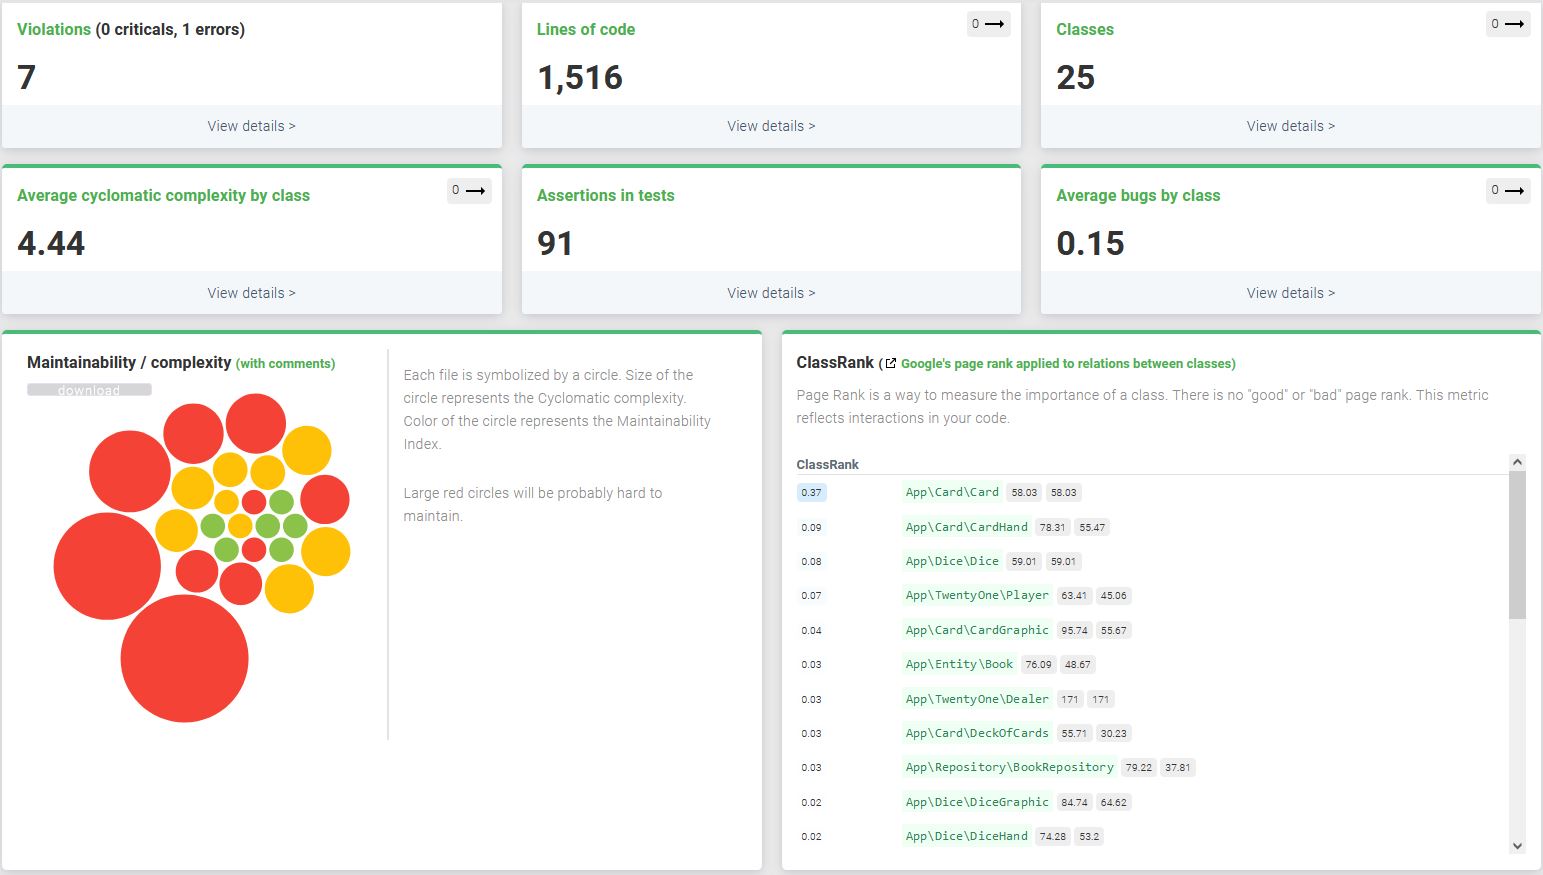 Violations (0 criticals, 1 errors)
7
View details >
Lines of code
0
1,516
View details >
Classes
0
25
View details >
Average cyclomatic complexity by class
0
4.44
View details >
Assertions in tests
91
View details >
Average bugs by class
0
0.15
View details >
Maintainability / complexity (with comments)
download
Each file is symbolized by a circle. Size of the
circle represents the Cyclomatic complexity.
Color of the circle represents the Maintainability
Index.
Large red circles will be probably hard to
maintain.
ClassRank (Google's page rank applied to relations between classes)
Page Rank is a way to measure the importance of a class. There is no "good" or "bad" page rank. This metric
reflects interactions in your code.
ClassRank
0.37 App\Card\Card 58.03 58.03
0.09 App\Card\CardHand 78.31 55.47
0.08 App\Dice\Dice 59.01 59.01
0.07 App\TwentyOne\Player 63.41 45.06
0.04 App\Card\CardGraphic 95.74 55.67
0.03 App\Entity\Book 76.09 48.67
0.03 App\TwentyOne\Dealer 171 171
0.03 App\Card\DeckOfCards 55.71 30.23
0.03 App\Repository\BookRepository 79.22 37.81
0.02 App\Dice\DiceGraphic 84.74 64.62
0.02 App\Dice\DiceHand 74.28 53.2